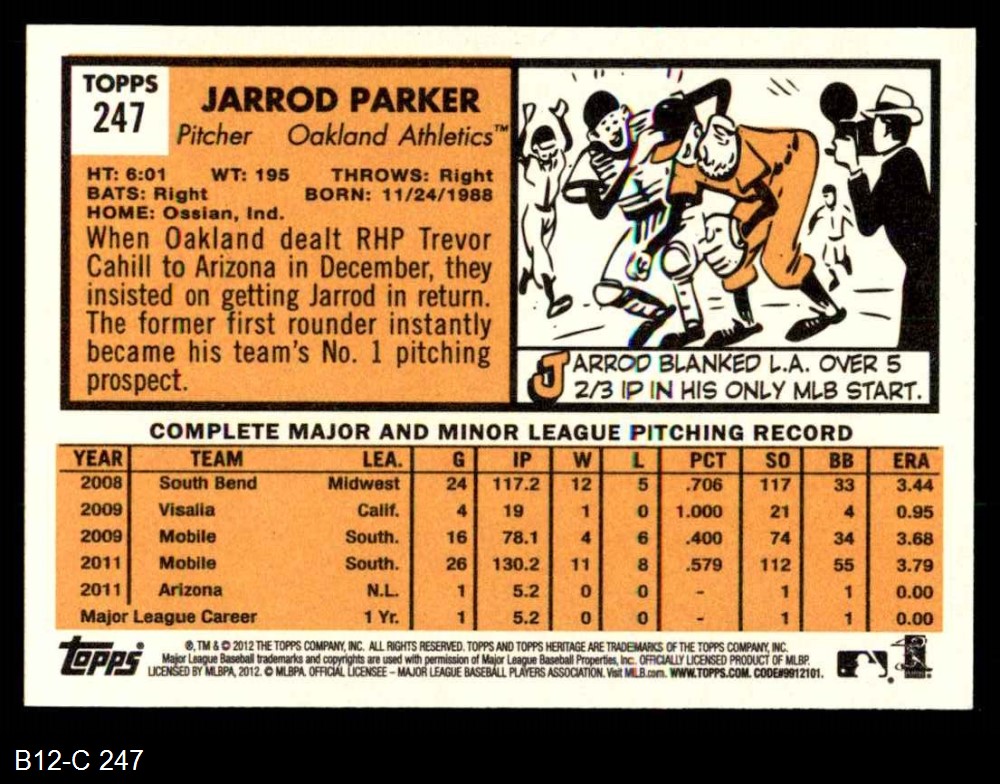 TOPPS
247
JARROD PARKER
Pitcher Oakland Athletics™
HT: 6:01 WT: 195 THROWS: Right
BATS: Right BORN: 11/24/1988
HOME: Ossian, Ind.
When Oakland dealt RHP Trevor
Cahill to Arizona in December, they
insisted on getting Jarrod in return.
The former first rounder instantly
became his team's No. 1 pitching
prospect.
JARROD BLANKED L.A. OVER 5
2/3 IP IN HIS ONLY MLB START.
COMPLETE MAJOR AND MINOR LEAGUE PITCHING RECORD
YEAR TEAM LEA. G IP W L PCT SO BB ERA
2008 South Bend Midwest 24 117.2 12 5 .706 117 33 3.44
2009 Visalia Calif. 4 19 1 0 1.000 21 4 0.95
2009 Mobile South. 16 78.1 4 6 .400 74 34 3.68
2011 Mobile South. 26 130.2 11 8 .579 112 55 3.79
2011 Arizona N.L. 1 5.2 0 0 - 1 1 0.00
Major League Career 1 Yr. 1 5.2 0 0 - 1 1 0.00
Topps
®, TM & © 2012 THE TOPPS COMPANY, INC. ALL RIGHTS RESERVED. TOPPS AND TOPPS HERITAGE ARE TRADEMARKS OF THE TOPPS COMPANY, INC.
Major League Baseball trademarks and copyrights are used with permission of Major League Baseball Properties, Inc. OFFICIALLY LICENSED PRODUCT OF MLBP.
LICENSED BY MLBPA, 2012. © MLBPA. OFFICIAL LICENSEE – MAJOR LEAGUE BASEBALL PLAYERS ASSOCIATION. Visit MLB.com. WWW.TOPPS.COM. CODE#9912101.
B12-C 247